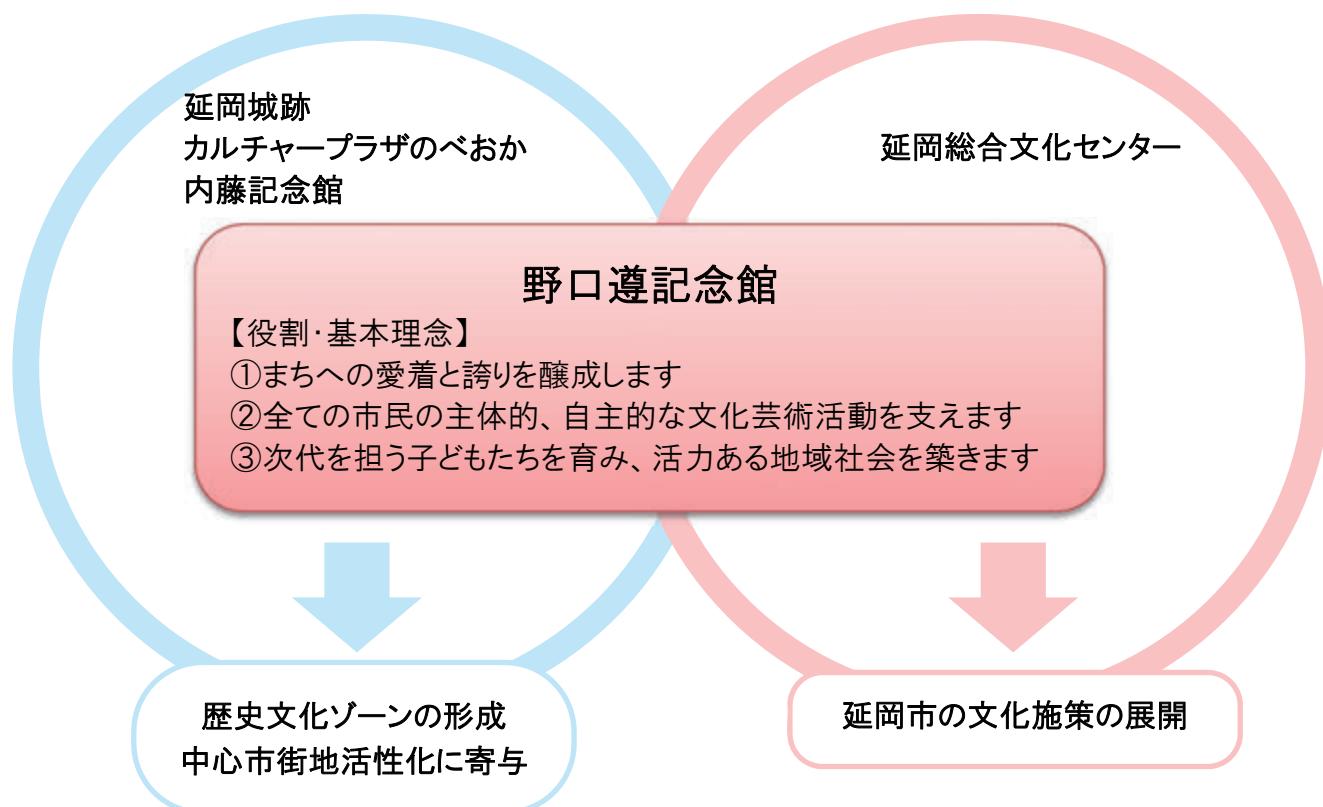 延岡城跡
カルチャープラザのべおか
内藤記念館
延岡総合文化センター
野口遵記念館
【役割・基本理念】
①まちへの愛着と誇りを醸成します
②全ての市民の主体的、自主的な文化芸術活動を支えます
③次代を担う子どもたちを育み、活力ある地域社会を築きます
歴史文化ゾーンの形成
中心市街地活性化に寄与
延岡市の文化施策の展開